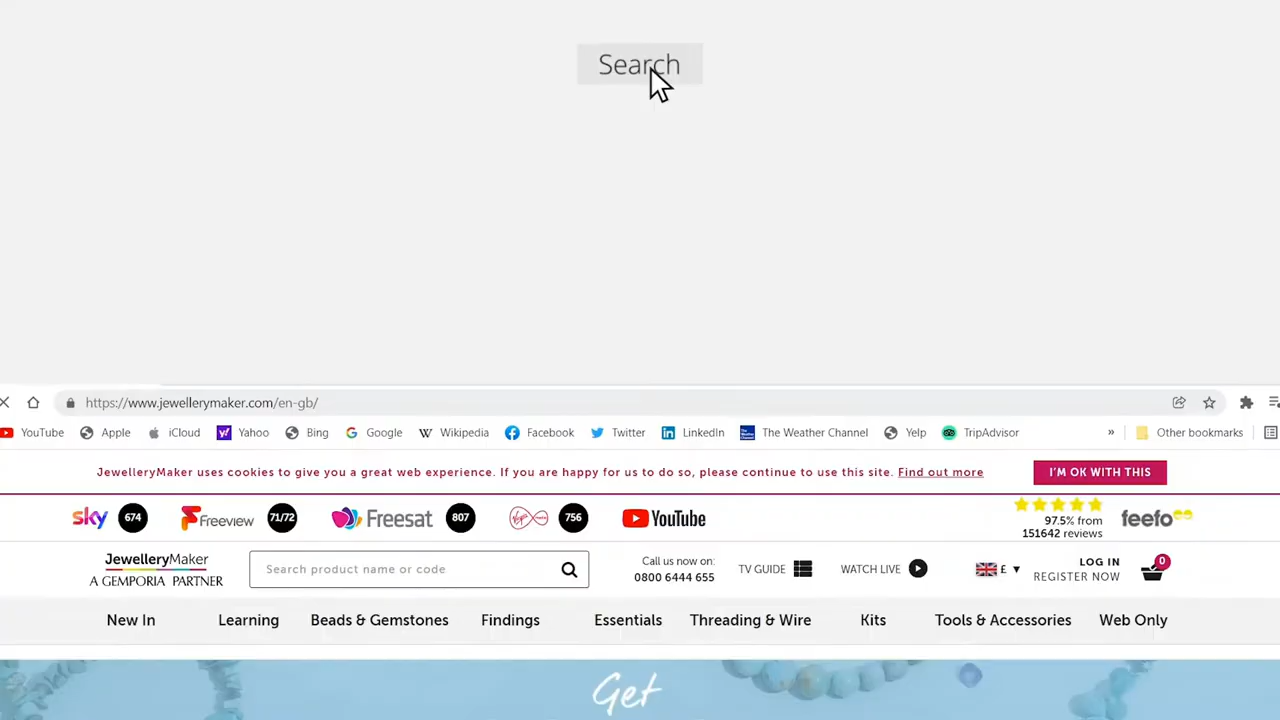 Search
https://www.jewellerymaker.com/en-gb/
YouTube Apple iCloud Yahoo Bing Google Wikipedia Facebook Twitter LinkedIn The Weather Channel Yelp TripAdvisor » Other bookmarks
JewelleryMaker uses cookies to give you a great web experience. If you are happy for us to do so, please continue to use this site. Find out more I'M OK WITH THIS
sky 674 Freeview 71/72 Freesat 807 756 YouTube
97.5% from
151642 reviews
feefo
JewelleryMaker
A GEMPORIA PARTNER
Search product name or code
Call us now on:
0800 6444 655
TV GUIDE
WATCH LIVE
£
LOG IN
REGISTER NOW
0
New In Learning Beads & Gemstones Findings Essentials Threading & Wire Kits Tools & Accessories Web Only
Get